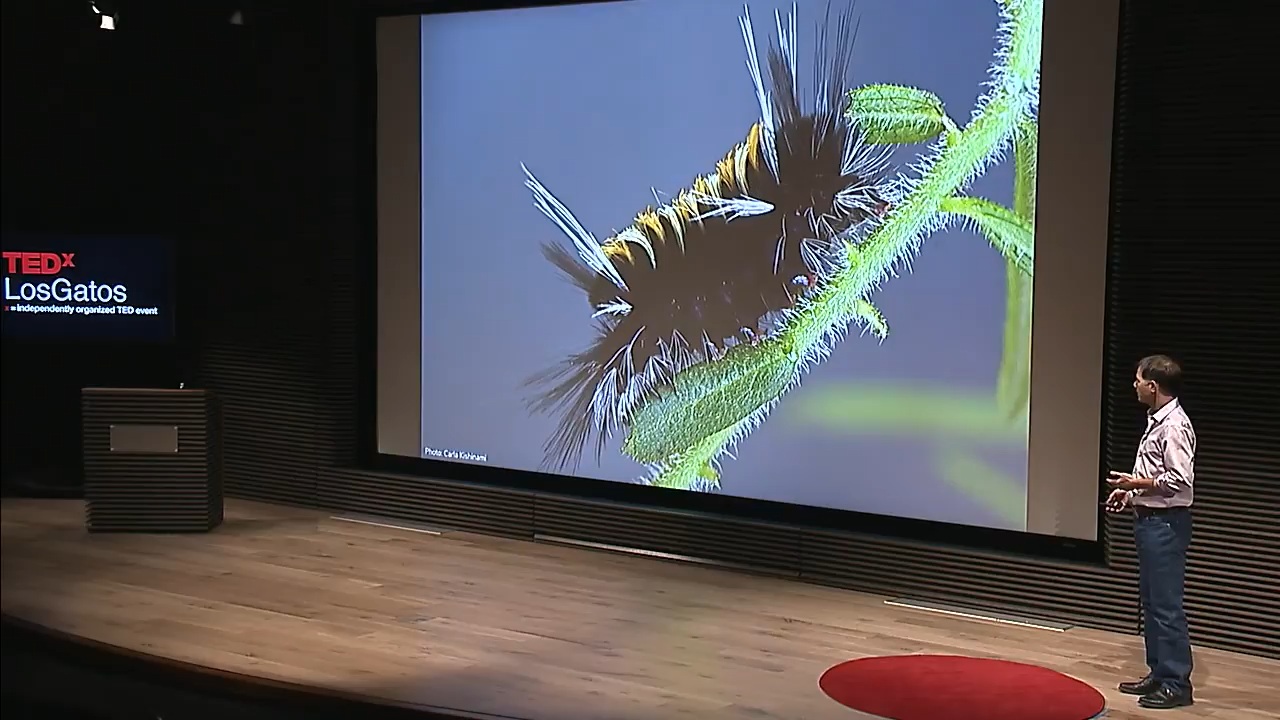 TEDx
LosGatos
x = independently organized TED event
Photo: Carla Kishinami